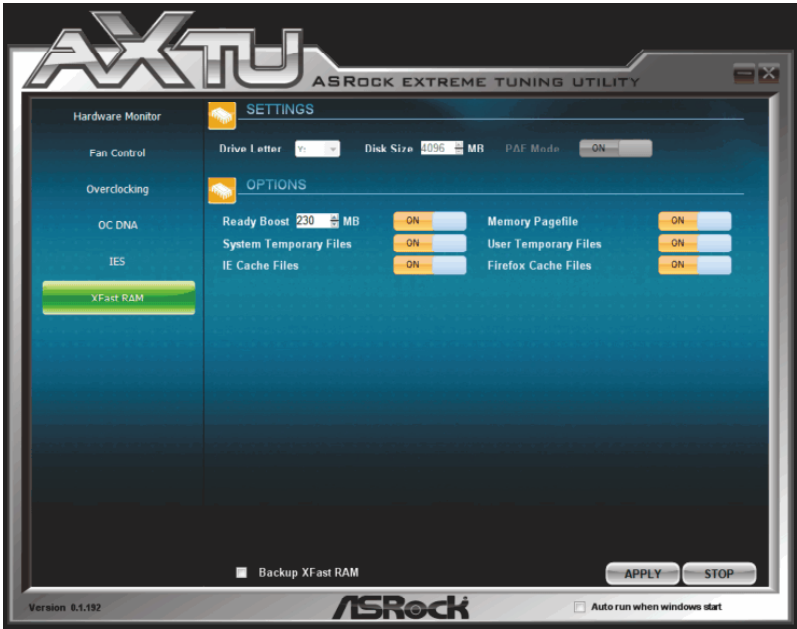 AXTU
ASROCK EXTREME TUNING UTILITY
Hardware Monitor
Fan Control
Overclocking
OC DNA
IES
XFast RAM
SETTINGS
Drive Letter Y: Disk Size 4096 MB PAE Mode ON
OPTIONS
Ready Boost 230 MB ON Memory Pagefile ON
System Temporary Files ON User Temporary Files ON
IE Cache Files ON Firefox Cache Files ON
Backup XFast RAM APPLY STOP
Version 0.1.192 ASRock Auto run when windows start